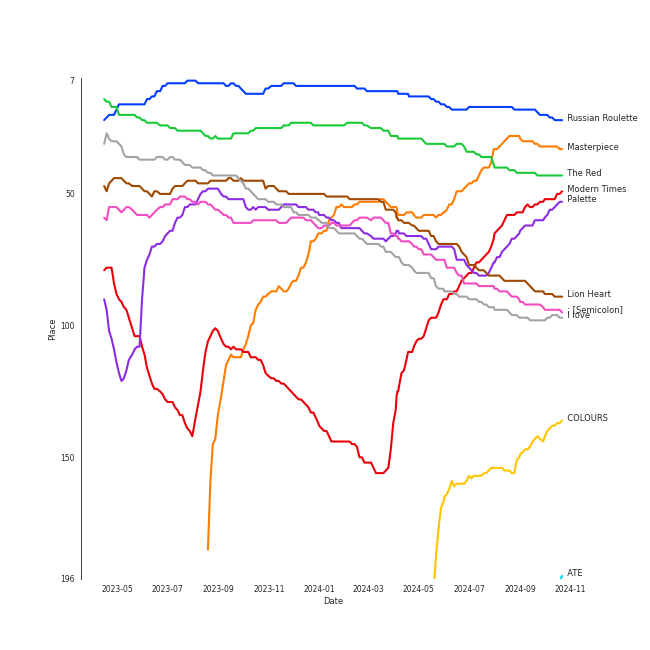 7
50
100
150
196
Place
2023-05
2023-07
2023-09
2023-11
2024-01
2024-03
2024-05
2024-07
2024-09
2024-11
Date
Russian Roulette
Masterpiece
The Red
Modern Times
Palette
Lion Heart
; [Semicolon]
I love
COLOURS
ATE